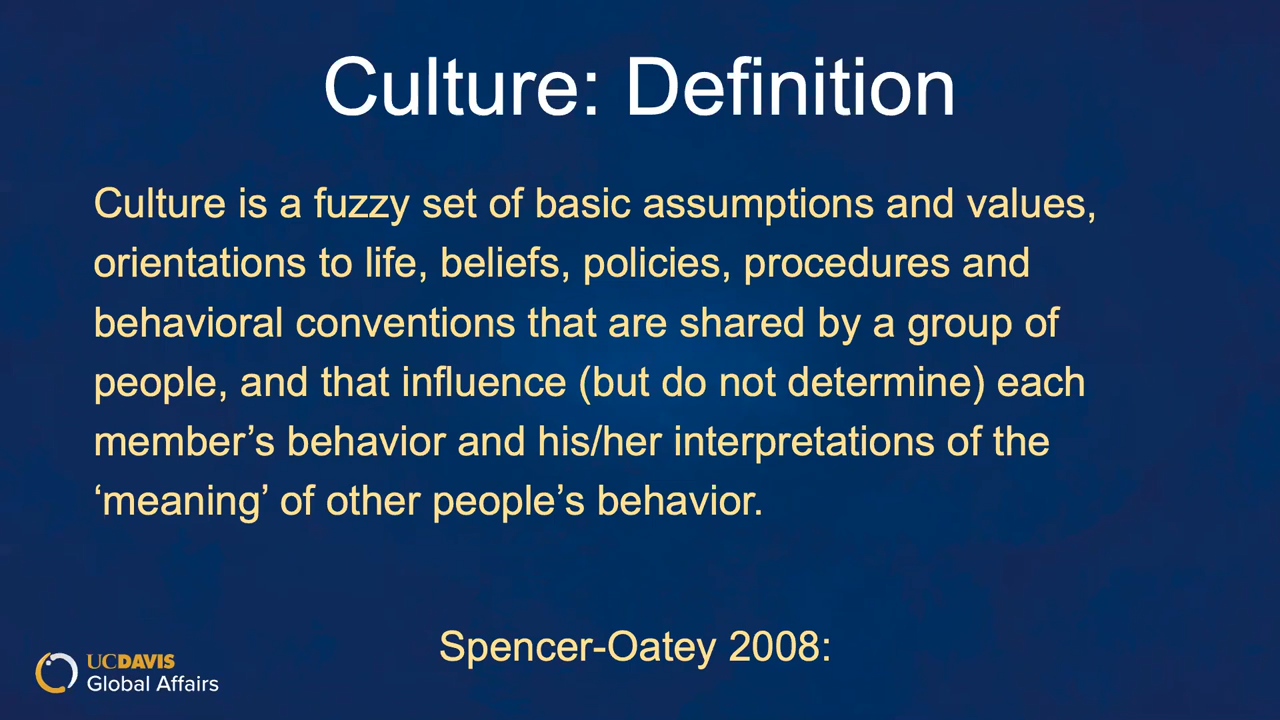 Culture: Definition
Culture is a fuzzy set of basic assumptions and values,
orientations to life, beliefs, policies, procedures and
behavioral conventions that are shared by a group of
people, and that influence (but do not determine) each
member’s behavior and his/her interpretations of the
‘meaning’ of other people’s behavior.
Spencer-Oatey 2008:
UCDAVIS
Global Affairs